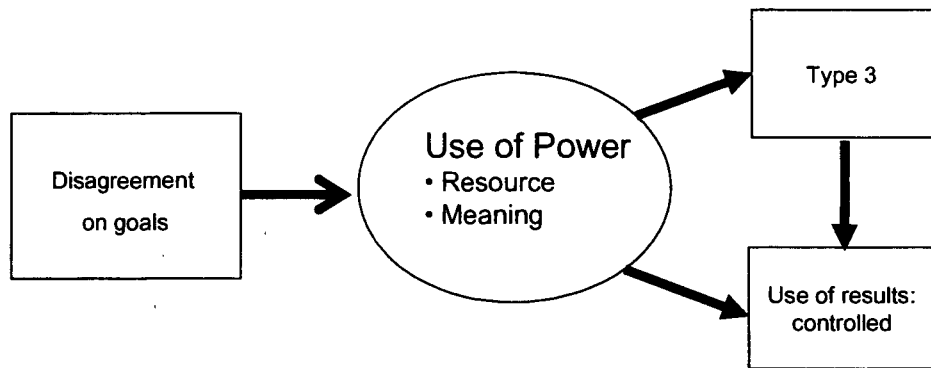 Disagreement
on goals
Use of Power
• Resource
• Meaning
Type 3
Use of results:
controlled